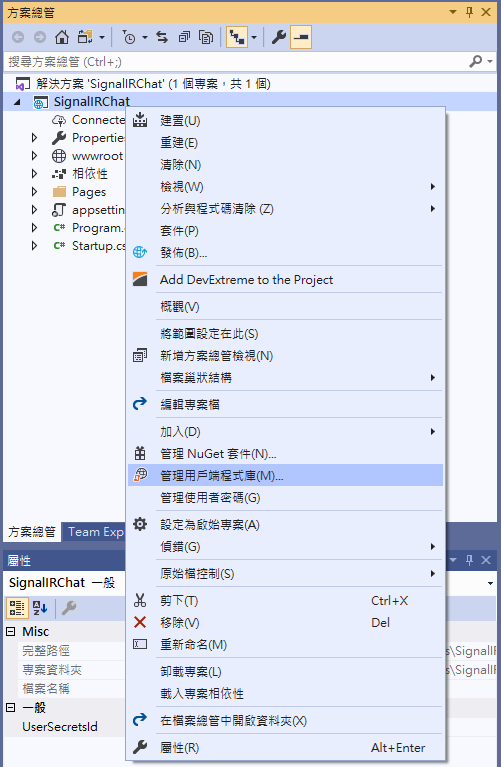 方案總管
搜尋方案總管 (Ctrl+;)
解決方案 'SignalIRChat' (1 個專案，共 1 個)
SignalIRChat
Connecte
Propertie
wwwroot
相依性
Pages
appsettin
Program.
Startup.cs
建置(U)
重建(E)
清除(N)
檢視(W)
分析與程式碼清除 (Z)
套件(P)
發佈(B)...
Add DevExtreme to the Project
概觀(V)
將範圍設定在此(S)
新增方案總管檢視(N)
檔案巢狀結構
編輯專案檔
加入(D)
管理 NuGet 套件(N)...
管理用戶端程式庫(M)...
管理使用者密碼(G)
設定為啟始專案(A)
偵錯(G)
原始檔控制(S)
剪下(T) Ctrl+X
移除(V) Del
重新命名(M)
卸載專案(L)
載入專案相依性
在檔案總管中開啟資料夾(X)
屬性(R) Alt+Enter
方案總管 Team Exp
屬性
SignalIRChat 一般
Misc
完整路徑 s\SignalIF
專案資料夾 s\SignalIF
檔案名稱
一般
UserSecretsId